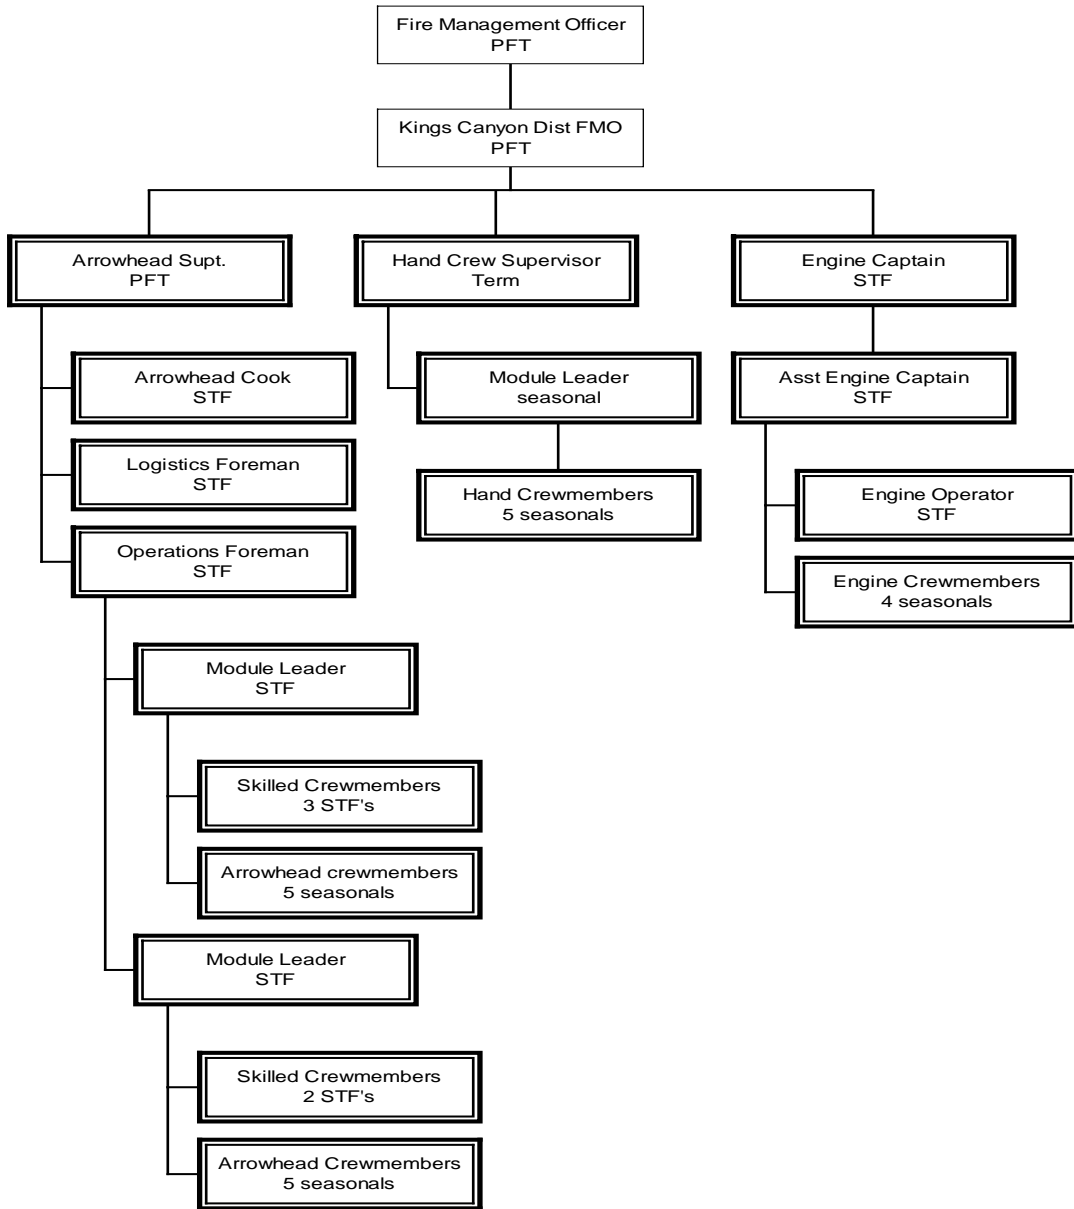 Fire Management Officer
PFT
Kings Canyon Dist FMO
PFT
Arrowhead Supt.
PFT
Hand Crew Supervisor
Term
Engine Captain
STF
Arrowhead Cook
STF
Module Leader
seasonal
Asst Engine Captain
STF
Logistics Foreman
STF
Hand Crewmembers
5 seasonals
Engine Operator
STF
Operations Foreman
STF
Engine Crewmembers
4 seasonals
Module Leader
STF
Skilled Crewmembers
3 STF's
Arrowhead crewmembers
5 seasonals
Module Leader
STF
Skilled Crewmembers
2 STF's
Arrowhead Crewmembers
5 seasonals